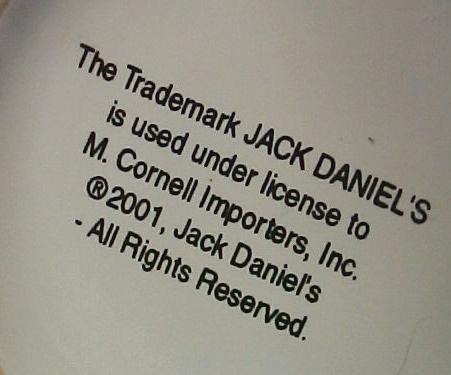 The Trademark JACK DANIEL'S
is used under license to
M. Cornell Importers, Inc.
®2001, Jack Daniel's
- All Rights Reserved.